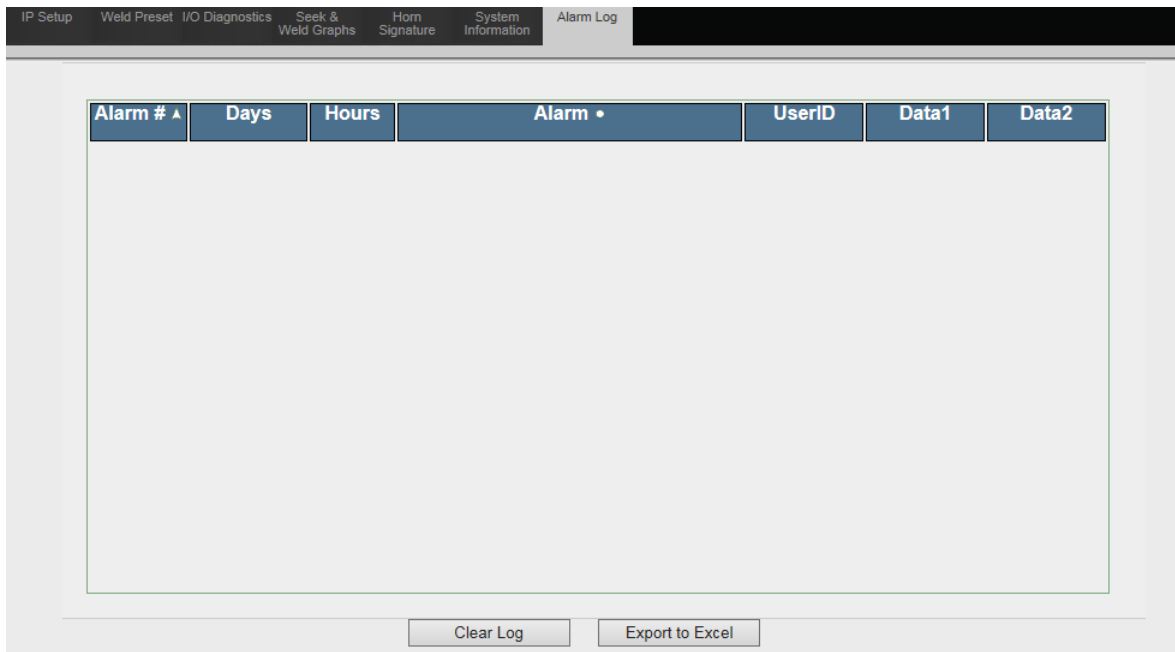 IP Setup Weld Preset I/O Diagnostics Seek & Weld Graphs Horn Signature System Information Alarm Log
Alarm # Days Hours Alarm • UserID Data1 Data2
Clear Log Export to Excel